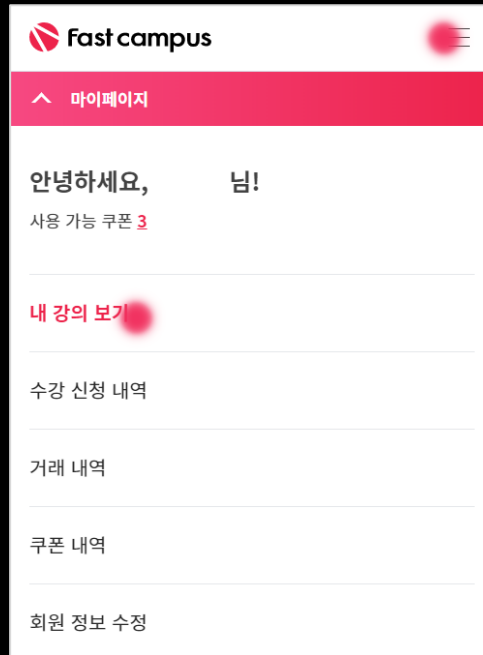 Fast campus
마이페이지
안녕하세요, 님!
사용 가능 쿠폰 3
내 강의 보기
수강 신청 내역
거래 내역
쿠폰 내역
회원 정보 수정